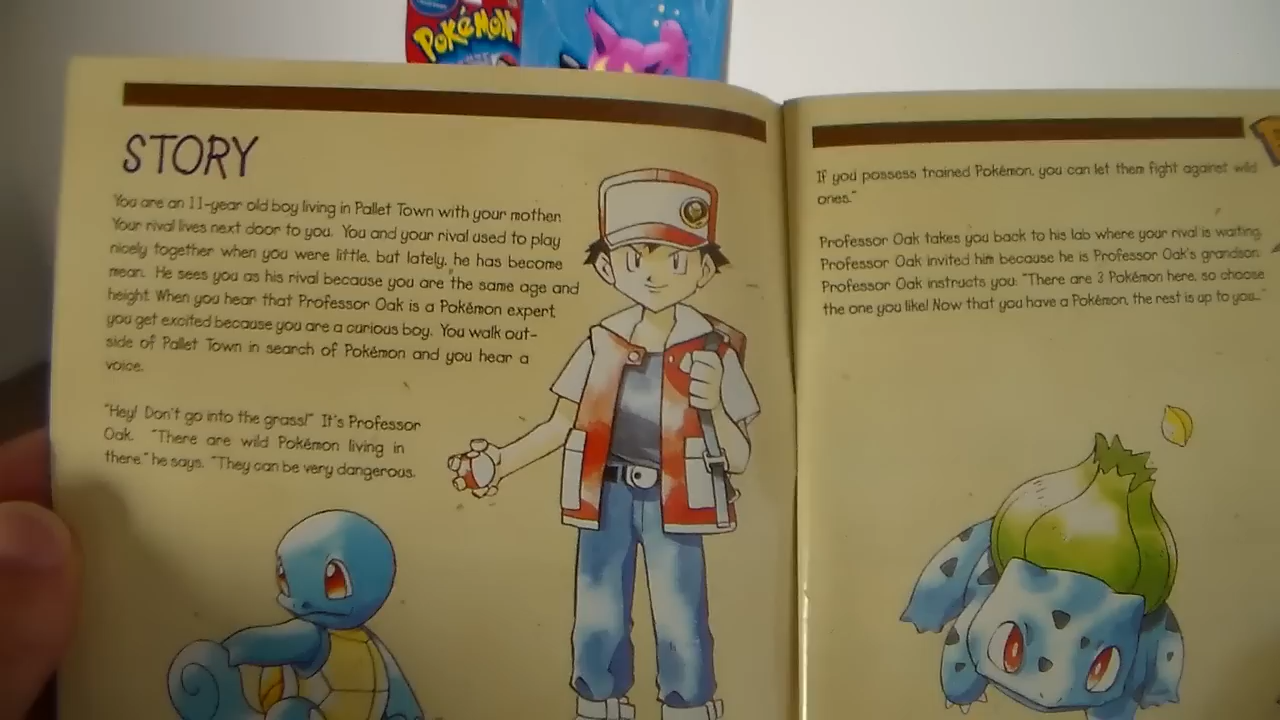 POKéMON
STORY
You are an 11-year old boy living in Pallet Town with your mother.
Your rival lives next door to you. You and your rival used to play
nicely together when you were little, but lately, he has become
mean. He sees you as his rival because you are the same age and
height. When you hear that Professor Oak is a Pokémon expert,
you get excited because you are a curious boy. You walk out-
side of Pallet Town in search of Pokémon and you hear a
voice.
"Hey! Don't go into the grass!" It's Professor
Oak. "There are wild Pokémon living in
there." he says. "They can be very dangerous.
If you possess trained Pokémon, you can let them fight against wild
ones."
Professor Oak takes you back to his lab where your rival is waiting.
Professor Oak invited him because he is Professor Oak's grandson.
Professor Oak instructs you: "There are 3 Pokémon here, so choose
the one you like! Now that you have a Pokémon, the rest is up to you..."